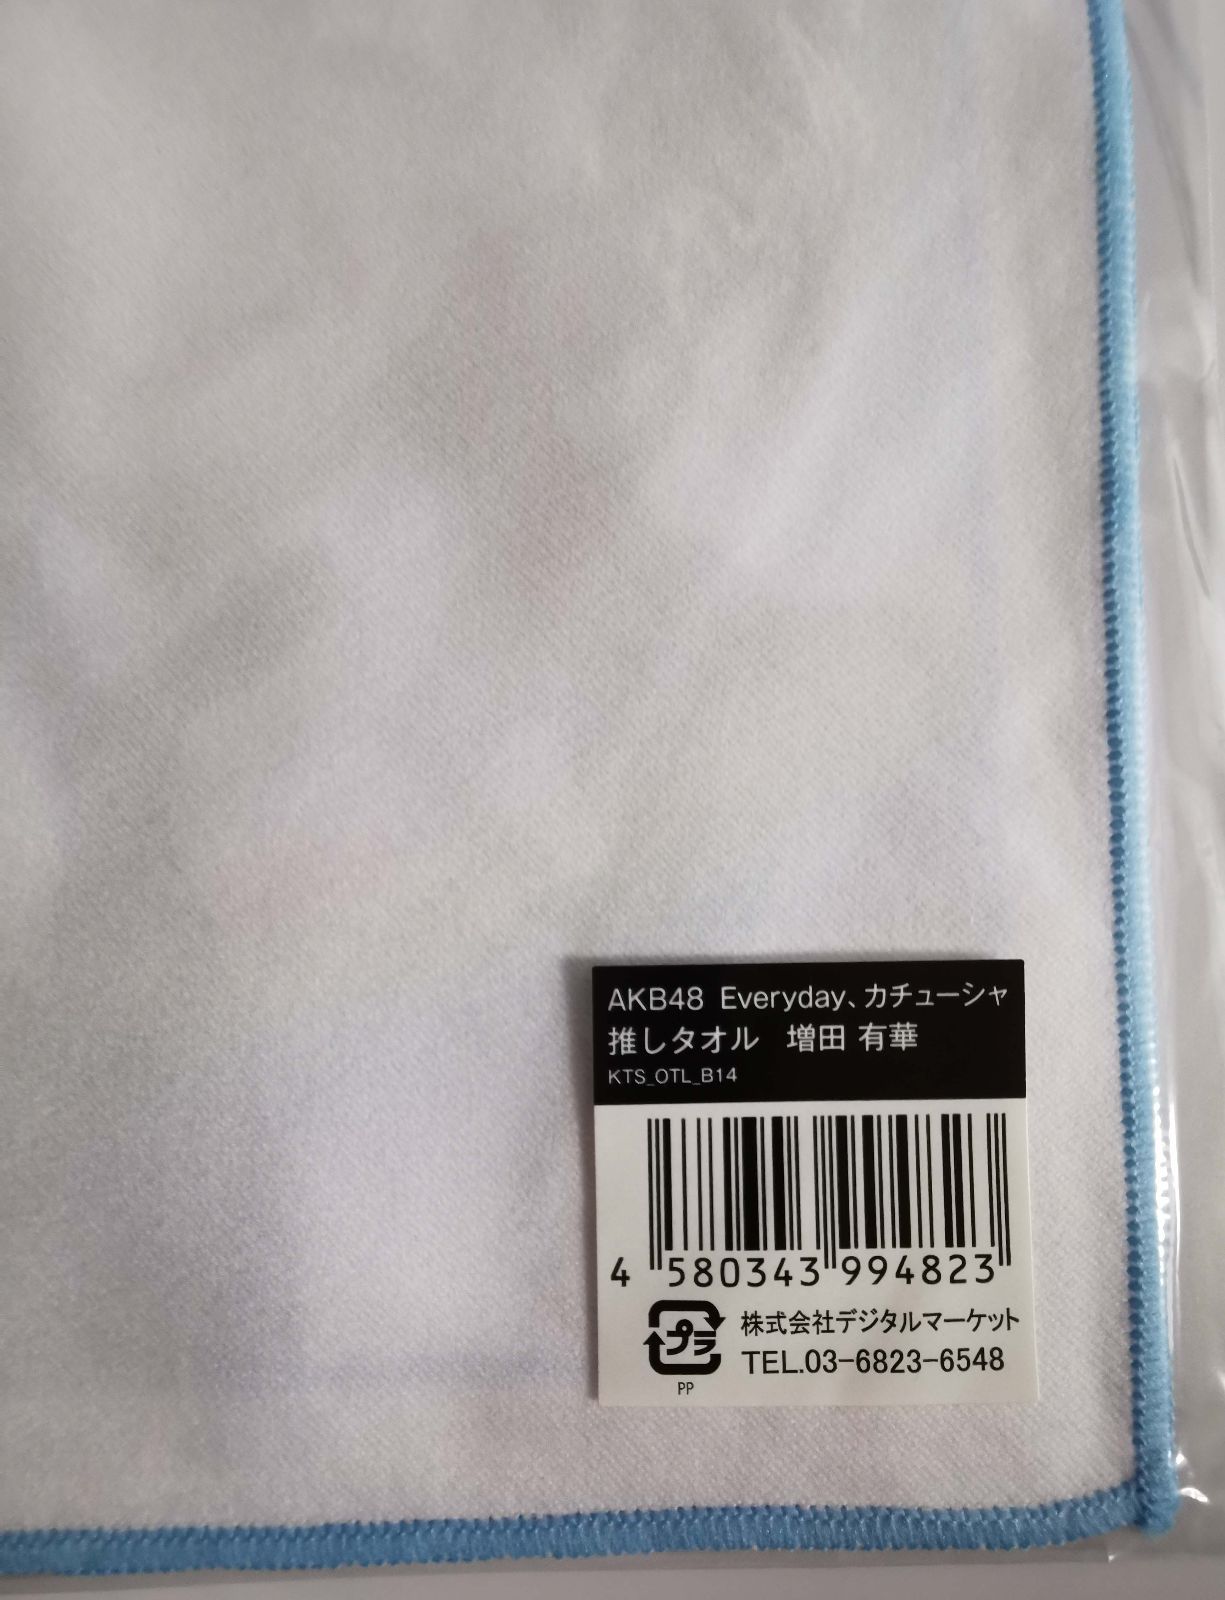 AKB48 Everyday、カチューシャ
推しタオル 増田 有華
KTS_OTL_B14
4 580343 994823
プラ
PP
株式会社デジタルマーケット
TEL.03-6823-6548